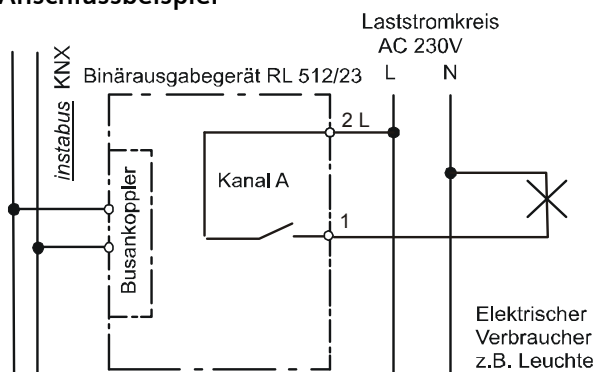 Anschlussbeispiel
Laststromkreis
AC 230V
L N
Binärausgabegerät RL 512/23
instabus KNX
2 L
Kanal A
1
Busankoppler
Elektrischer
Verbraucher
z.B. Leuchte